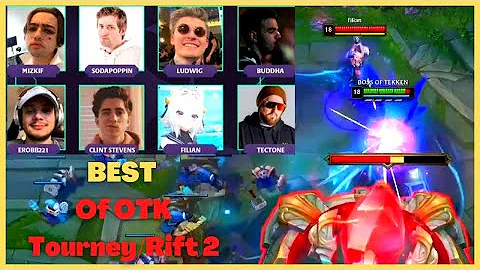 MIZKIF
SODAPOPPIN
LUDWIG
BUDDHA
EROBB221
CLINT STEVENS
FILIAN
TECTONE
filian
18
BOSS OF TEKKEN
18
BEST
Of OTK
Tourney Rift 2